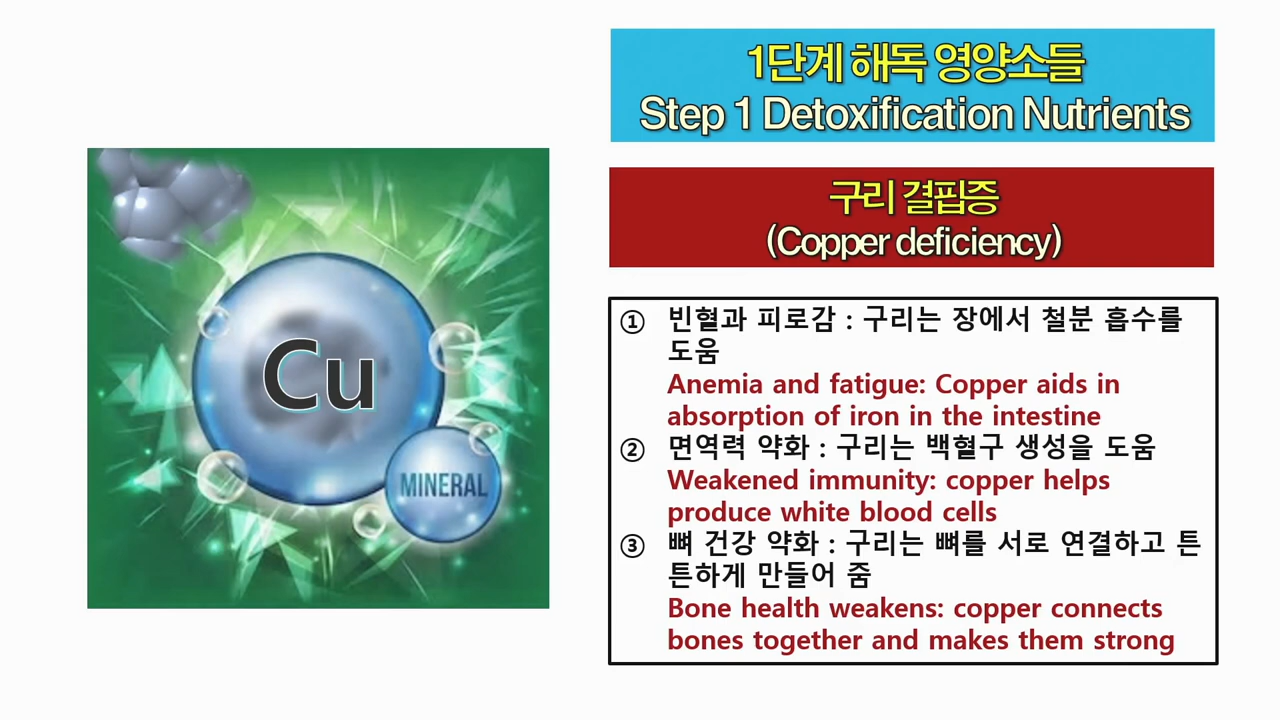 Cu
MINERAL
1단계 해독 영양소들
Step 1 Detoxification Nutrients
구리 결핍증
(Copper deficiency)
① 빈혈과 피로감 : 구리는 장에서 철분 흡수를
도움
Anemia and fatigue: Copper aids in
absorption of iron in the intestine
② 면역력 약화 : 구리는 백혈구 생성을 도움
Weakened immunity: copper helps
produce white blood cells
③ 뼈 건강 약화 : 구리는 뼈를 서로 연결하고 튼
튼하게 만들어 줌
Bone health weakens: copper connects
bones together and makes them strong